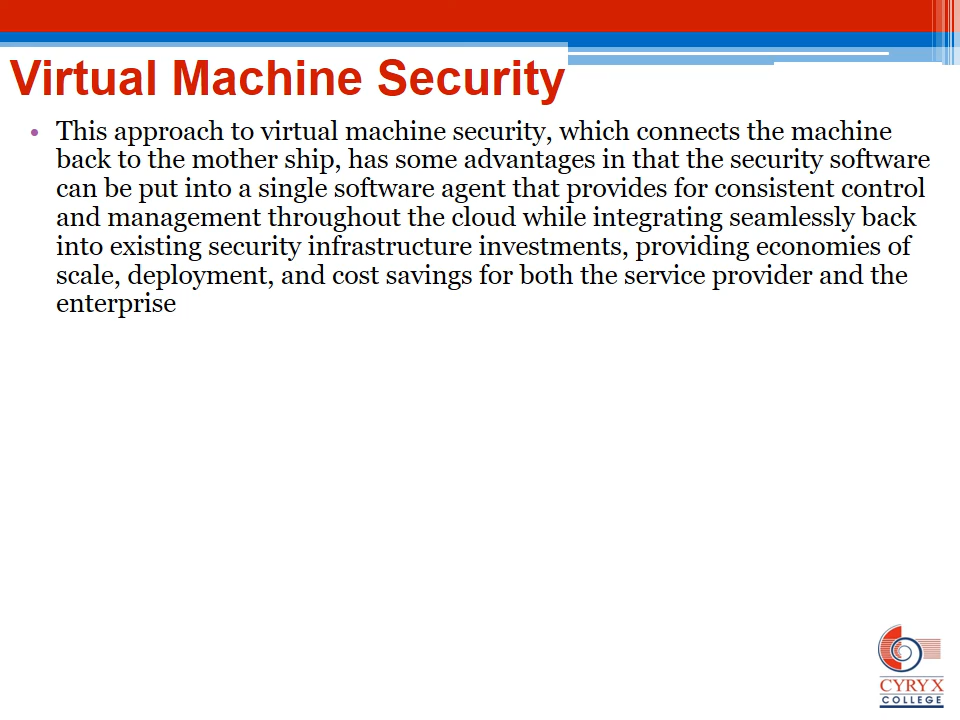 Virtual Machine Security
• This approach to virtual machine security, which connects the machine
back to the mother ship, has some advantages in that the security software
can be put into a single software agent that provides for consistent control
and management throughout the cloud while integrating seamlessly back
into existing security infrastructure investments, providing economies of
scale, deployment, and cost savings for both the service provider and the
enterprise
CYRYX
COLLEGE